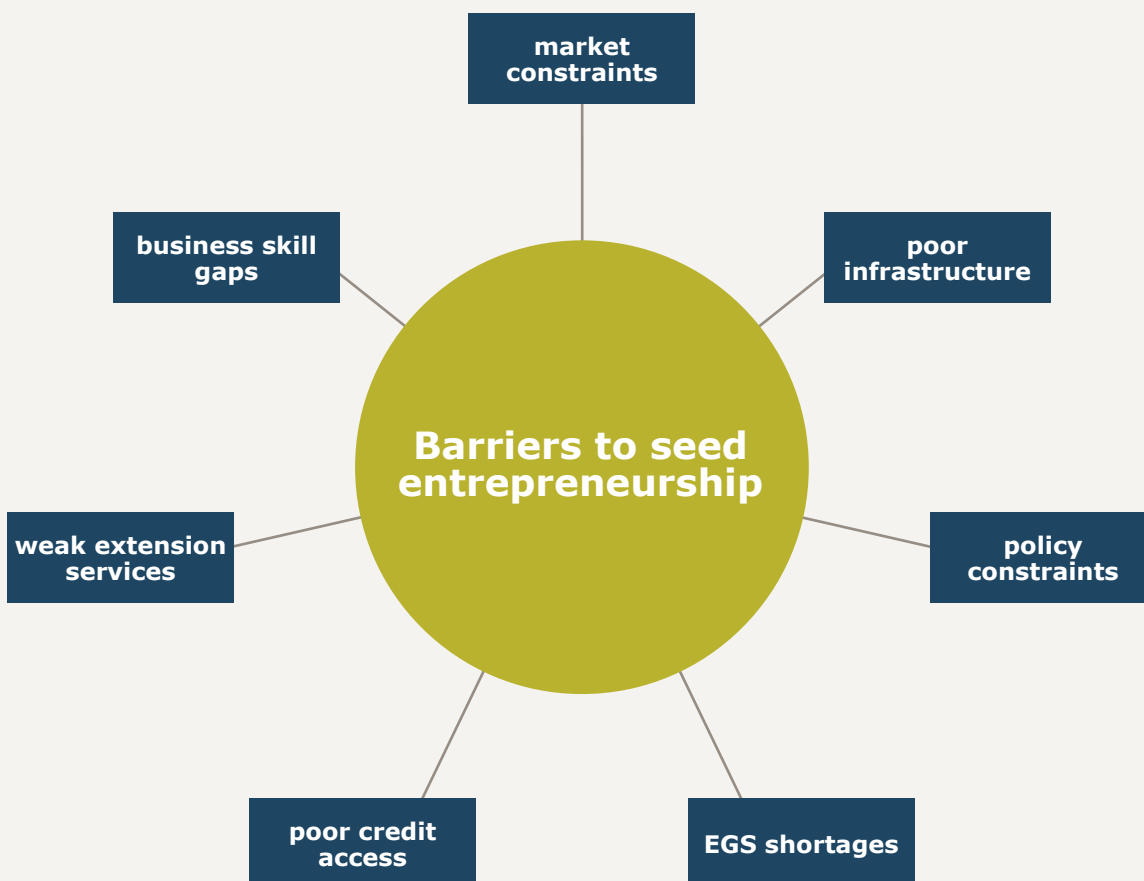 market
constraints
business skill
gaps
poor
infrastructure
Barriers to seed
entrepreneurship
weak extension
services
policy
constraints
poor credit
access
EGS shortages